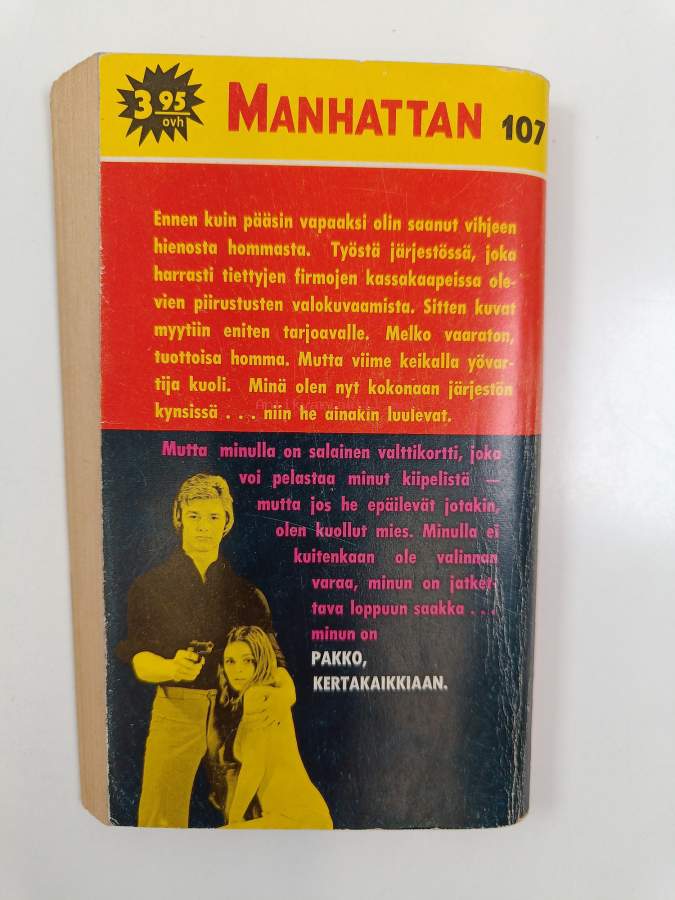 3.95
ovh
MANHATTAN 107
Ennen kuin pääsin vapaaksi olin saanut vihjeen
hienosta hommasta. Työstä järjestössä, joka
harrasti tiettyjen firmojen kassakaapeissa ole-
vien piirustusten valokuvaamista. Sitten kuvat
myytiin eniten tarjoavalle. Melko vaaraton,
tuottoisa homma. Mutta viime keikalla yövar-
tija kuoli. Minä olen nyt kokonaan järjestön
kynsissä . . . niin he ainakin luulevat.
Mutta minulla on salainen valttikortti, joka
voi pelastaa minut kiipelistä —
mutta jos he epäilevät jotakin,
olen kuollut mies. Minulla ei
kuitenkaan ole valinnan
varaa, minun on jatket-
tava loppuun saakka . . .
minun on
PAKKO,
KERTAKAIKKIAAN.